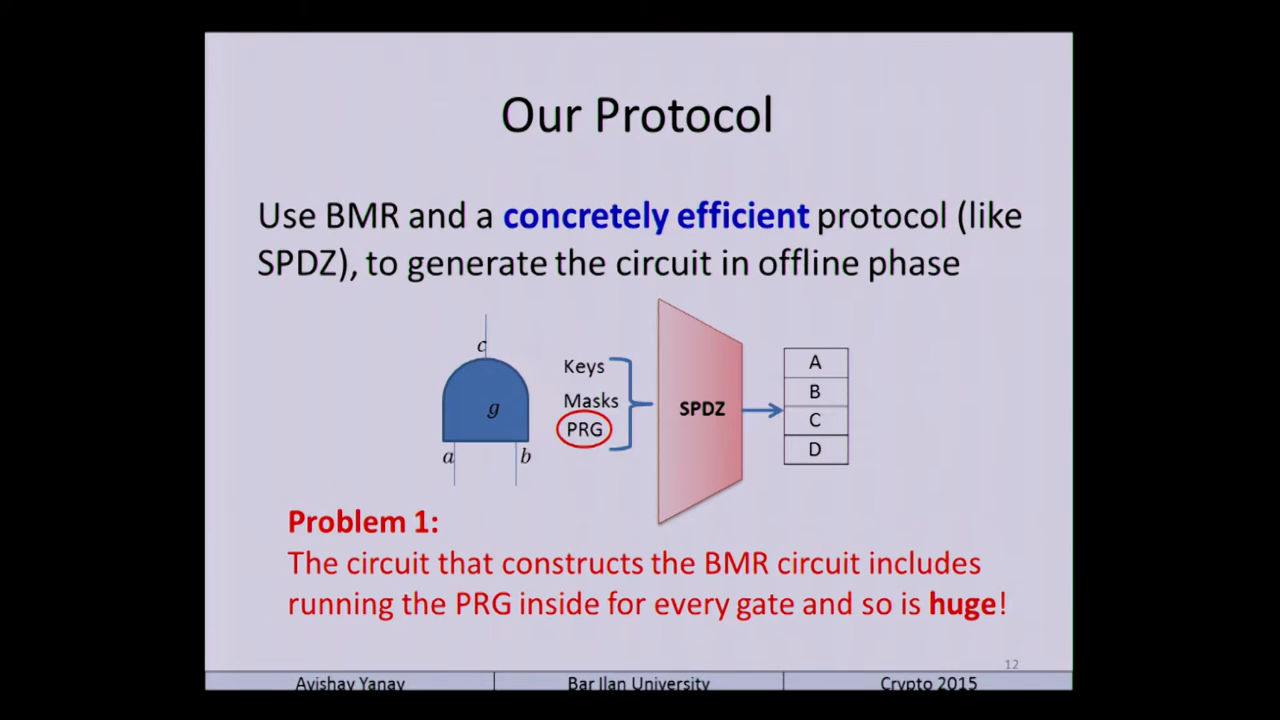 Our Protocol
Use BMR and a concretely efficient protocol (like
SPDZ), to generate the circuit in offline phase
c
g
a
b
Keys
Masks
PRG
SPDZ
A
B
C
D
Problem 1:
The circuit that constructs the BMR circuit includes
running the PRG inside for every gate and so is huge!
12
Avishay Yanay
Bar Ilan University
Crypto 2015